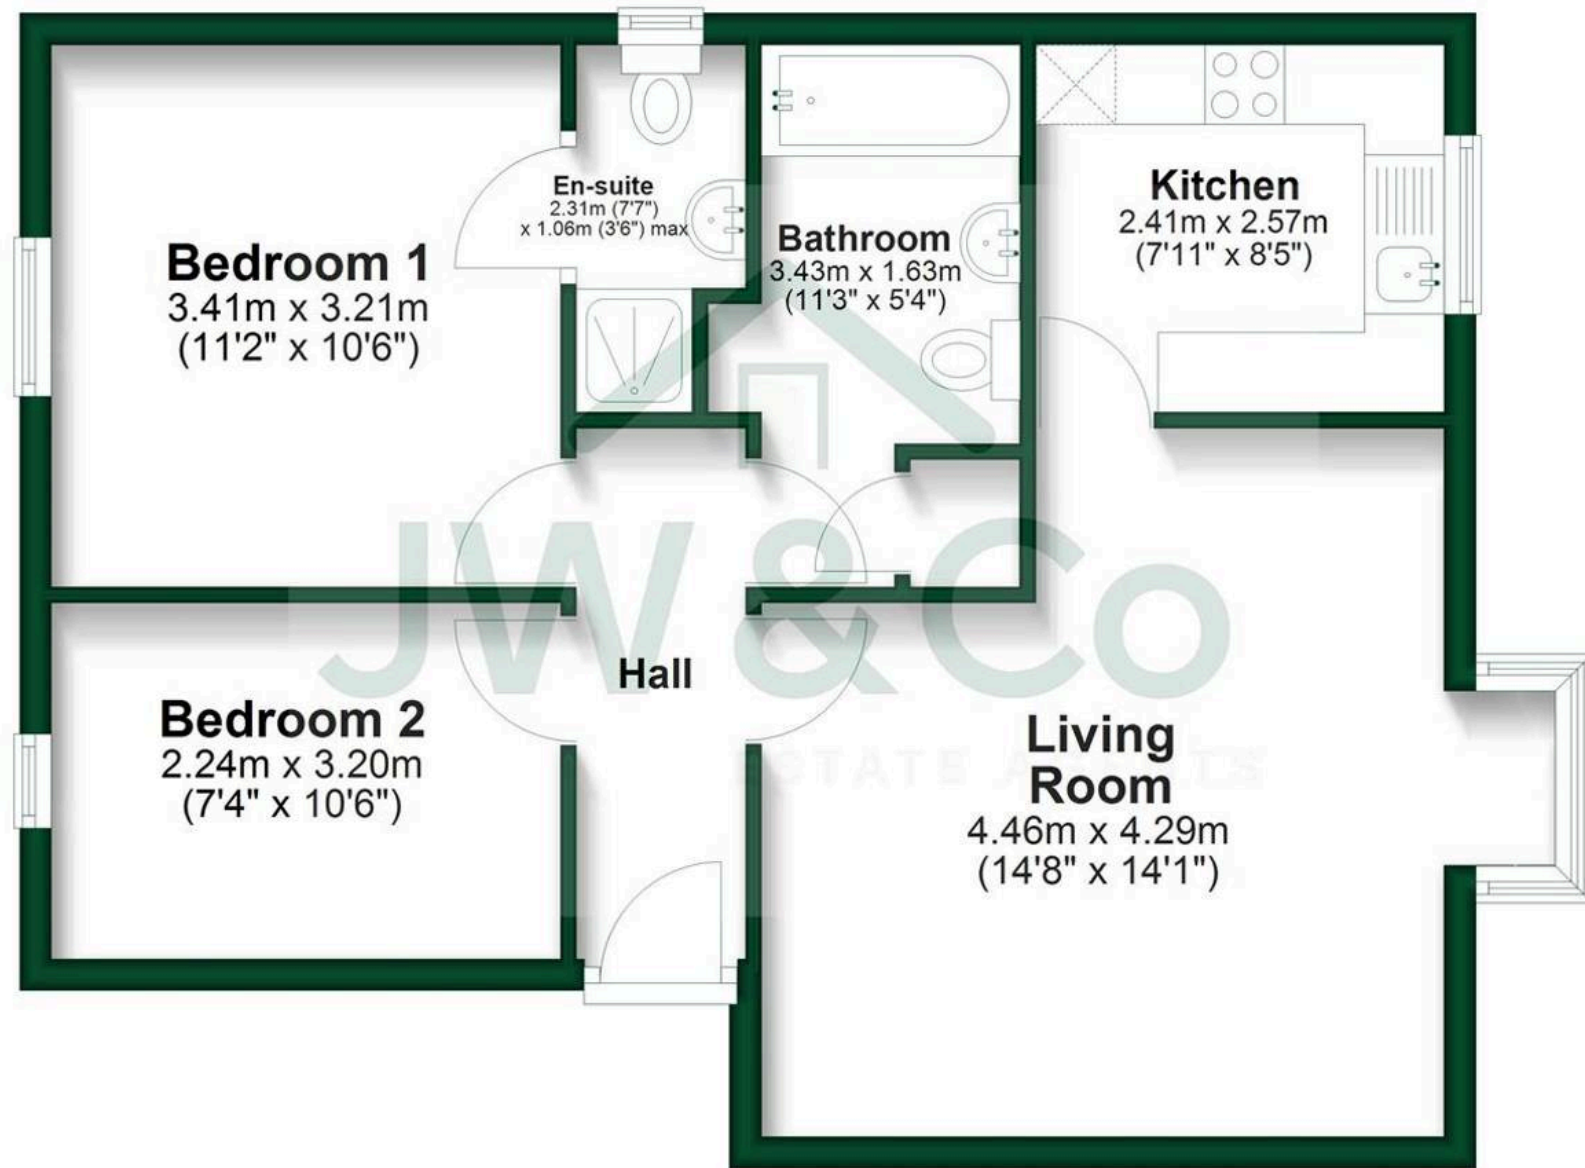 En-suite
2.31m (7'7")
x 1.06m (3'6") max
Kitchen
2.41m x 2.57m
(7'11" x 8'5")
Bathroom
3.43m x 1.63m
(11'3" x 5'4")
Bedroom 1
3.41m x 3.21m
(11'2" x 10'6")
JW&Co
ESTATE AGENTS
Hall
Bedroom 2
2.24m x 3.20m
(7'4" x 10'6")
Living
Room
4.46m x 4.29m
(14'8" x 14'1")